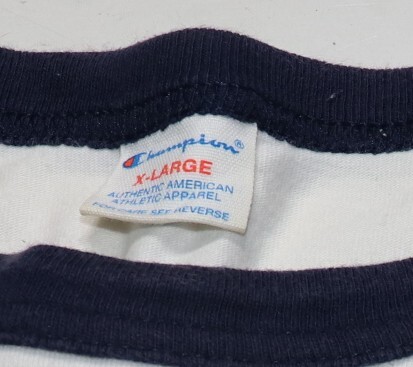 Champion®
X-LARGE
AUTHENTIC AMERICAN
ATHLETIC APPAREL
FOR CARE SEE REVERSE